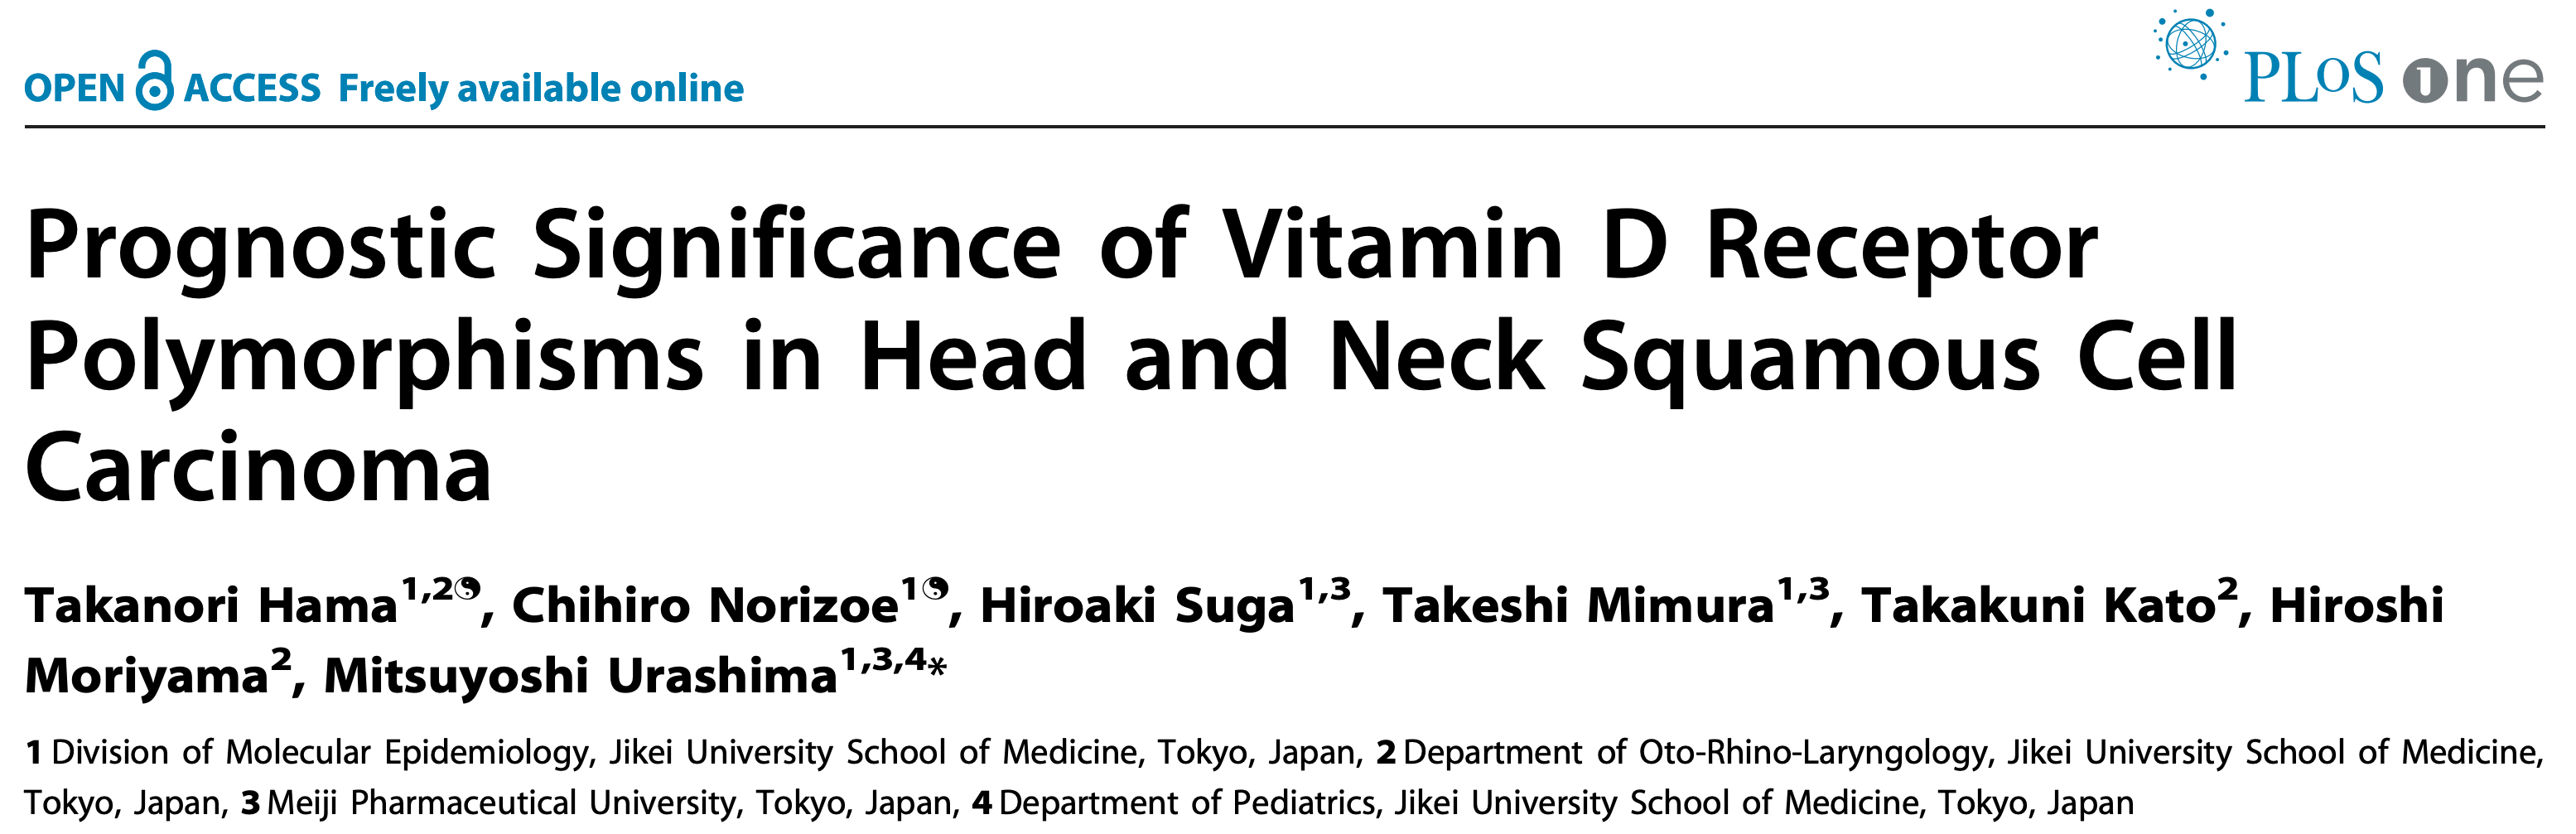 OPEN ACCESS Freely available online
PLoS one
Prognostic Significance of Vitamin D Receptor
Polymorphisms in Head and Neck Squamous Cell
Carcinoma
Takanori Hama1,2☯, Chihiro Norizoe1☯, Hiroaki Suga1,3, Takeshi Mimura1,3, Takakuni Kato2, Hiroshi
Moriyama2, Mitsuyoshi Urashima1,3,4*
1 Division of Molecular Epidemiology, Jikei University School of Medicine, Tokyo, Japan, 2 Department of Oto-Rhino-Laryngology, Jikei University School of Medicine,
Tokyo, Japan, 3 Meiji Pharmaceutical University, Tokyo, Japan, 4 Department of Pediatrics, Jikei University School of Medicine, Tokyo, Japan